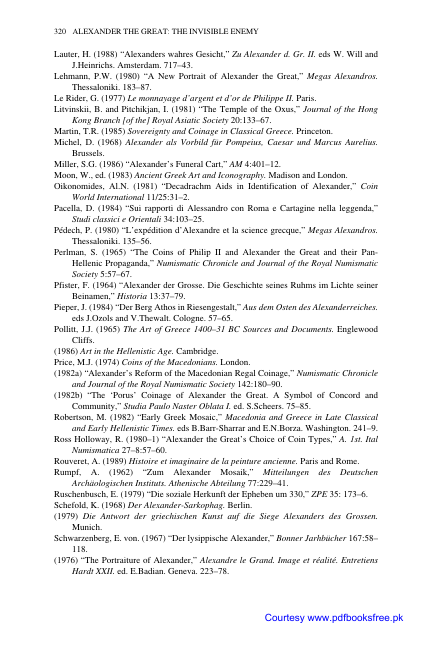 320 ALEXANDER THE GREAT: THE INVISIBLE ENEMY
Lauter, H. (1988) “Alexanders wahres Gesicht,” Zu Alexander d. Gr. II. eds W. Will and
J.Heinrichs. Amsterdam. 717–43.
Lehmann, P.W. (1980) “A New Portrait of Alexander the Great,” Megas Alexandros.
Thessaloniki. 183–87.
Le Rider, G. (1977) Le monnayage d’argent et d’or de Philippe II. Paris.
Litvinskii, B. and Pitchikjan, I. (1981) “The Temple of the Oxus,” Journal of the Hong
Kong Branch [of the] Royal Asiatic Society 20:133–67.
Martin, T.R. (1985) Sovereignty and Coinage in Classical Greece. Princeton.
Michel, D. (1968) Alexander als Vorbild für Pompeius, Caesar und Marcus Aurelius.
Brussels.
Miller, S.G. (1986) “Alexander’s Funeral Cart,” AM 4:401–12.
Moon, W., ed. (1983) Ancient Greek Art and Iconography. Madison and London.
Oikonomides, Al.N. (1981) “Decadrachm Aids in Identification of Alexander,” Coin
World International 11/25:31–2.
Pacella, D. (1984) “Sui rapporti di Alessandro con Roma e Cartagine nella leggenda,”
Studi classici e Orientali 34:103–25.
Pédech, P. (1980) “L’expédition d’Alexandre et la science grecque,” Megas Alexandros.
Thessaloniki. 135–56.
Perlman, S. (1965) “The Coins of Philip II and Alexander the Great and their Pan-
Hellenic Propaganda,” Numismatic Chronicle and Journal of the Royal Numismatic
Society 5:57–67.
Pfister, F. (1964) “Alexander der Grosse. Die Geschichte seines Ruhms im Lichte seiner
Beinamen,” Historia 13:37–79.
Pieper, J. (1984) “Der Berg Athos in Riesengestalt,” Aus dem Osten des Alexanderreiches.
eds J.Ozols and V.Thewalt. Cologne. 57–65.
Pollitt, J.J. (1965) The Art of Greece 1400–31 BC Sources and Documents. Englewood
Cliffs.
(1986) Art in the Hellenistic Age. Cambridge.
Price, M.J. (1974) Coins of the Macedonians. London.
(1982a) “Alexander’s Reform of the Macedonian Regal Coinage,” Numismatic Chronicle
and Journal of the Royal Numismatic Society 142:180–90.
(1982b) “The ‘Porus’ Coinage of Alexander the Great. A Symbol of Concord and
Community,” Studia Paulo Naster Oblata I. ed. S.Scheers. 75–85.
Robertson, M. (1982) “Early Greek Mosaic,” Macedonia and Greece in Late Classical
and Early Hellenistic Times. eds B.Barr-Sharrar and E.N.Borza. Washington. 241–9.
Ross Holloway, R. (1980–1) “Alexander the Great’s Choice of Coin Types,” A. 1st. Ital
Numismatica 27–8:57–60.
Rouveret, A. (1989) Histoire et imaginaire de la peinture ancienne. Paris and Rome.
Rumpf, A. (1962) “Zum Alexander Mosaik,” Mitteilungen des Deutschen
Archäologischen Instituts. Athenische Abteilung 77:229–41.
Ruschenbusch, E. (1979) “Die soziale Herkunft der Epheben um 330,” ZPE 35: 173–6.
Schefold, K. (1968) Der Alexander-Sarkophag. Berlin.
(1979) Die Antwort der griechischen Kunst auf die Siege Alexanders des Grossen.
Munich.
Schwarzenberg, E. von. (1967) “Der lysippische Alexander,” Bonner Jarhbücher 167:58–
118.
(1976) “The Portraiture of Alexander,” Alexandre le Grand. Image et réalité. Entretiens
Hardt XXII. ed. E.Badian. Geneva. 223–78.
Courtesy www.pdfbooksfree.pk